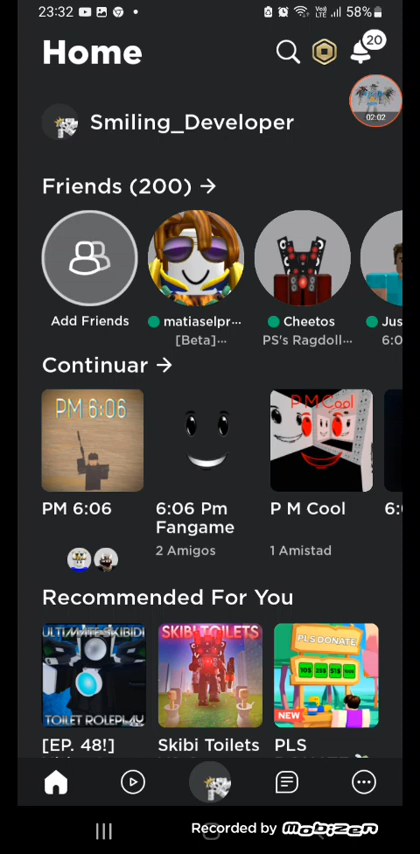 23:32
VoD
LTE
58%
Home
20
Smiling_Developer
02:02
Friends (200) →
Add Friends
matiaselpr...
Cheetos
Jus
[Beta]...
PS's Ragdoll...
6:0
Continuar →
PM 6:06
P M Cool
PM 6:06
6:06 Pm
Fangame
P M Cool
6:
2 Amigos
1 Amistad
Recommended For You
ULTIMATE SKIBIDI
TOILET ROLEPLAY
SKIBI TOILETS
PLS DONATE
10$
NEW
[EP. 48!]
Skibi Toilets
PLS
Recorded by Mobizen